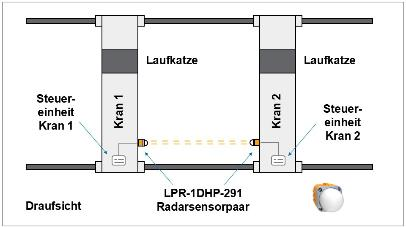 Laufkatze
Laufkatze
Kran 1
Kran 2
Steuer-
einheit
Kran 1
Steuer-
einheit
Kran 2
LPR-1DHP-291
Radarsensorpaar
Draufsicht